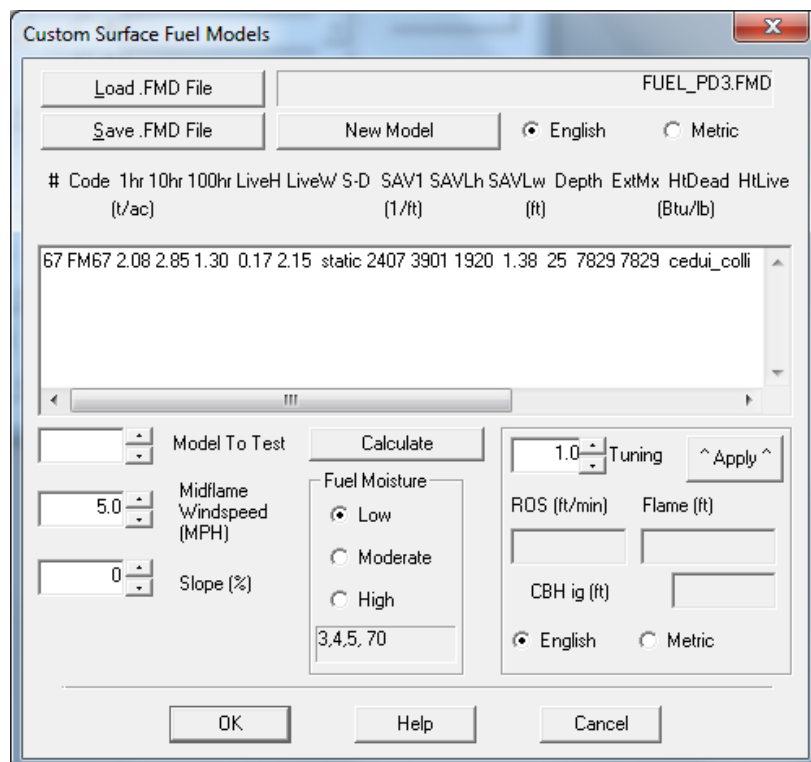 Custom Surface Fuel Models
Load .FMD File
FUEL_PD3.FMD
Save .FMD File
New Model
English
Metric
# Code 1hr 10hr 100hr LiveH LiveW S-D SAV1 SAVLh SAVLw Depth ExtMx HtDead HtLive
(t/ac) (1/ft) (ft) (Btu/lb)
67 FM67 2.08 2.85 1.30 0.17 2.15 static 2407 3901 1920 1.38 25 7829 7829 cedui_colli
Model To Test
Calculate
1.0
Tuning
^ Apply ^
5.0
Midflame
Windspeed
(MPH)
Fuel Moisture
Low
Moderate
High
3,4,5, 70
ROS (ft/min)
Flame (ft)
0
Slope (%)
CBH ig (ft)
English
Metric
OK
Help
Cancel